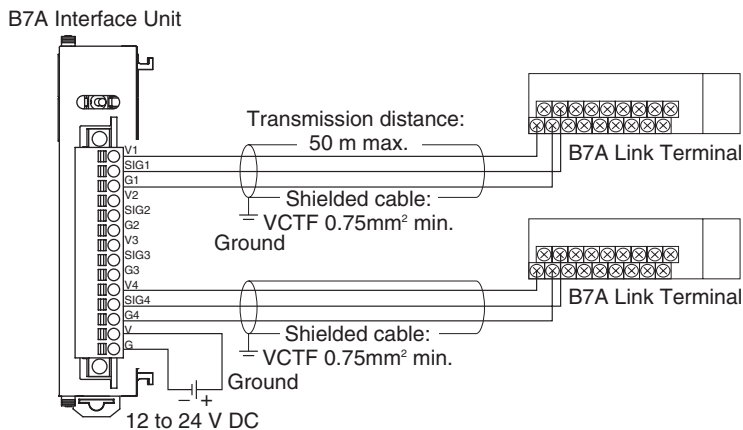 B7A Interface Unit
Transmission distance:
50 m max.
B7A Link Terminal
V1
SIG1
G1
V2
SIG2
G2
V3
SIG3
G3
V4
SIG4
G4
V
G
Shielded cable:
VCTF 0.75mm² min.
Ground
B7A Link Terminal
Shielded cable:
VCTF 0.75mm² min.
Ground
– +
12 to 24 V DC